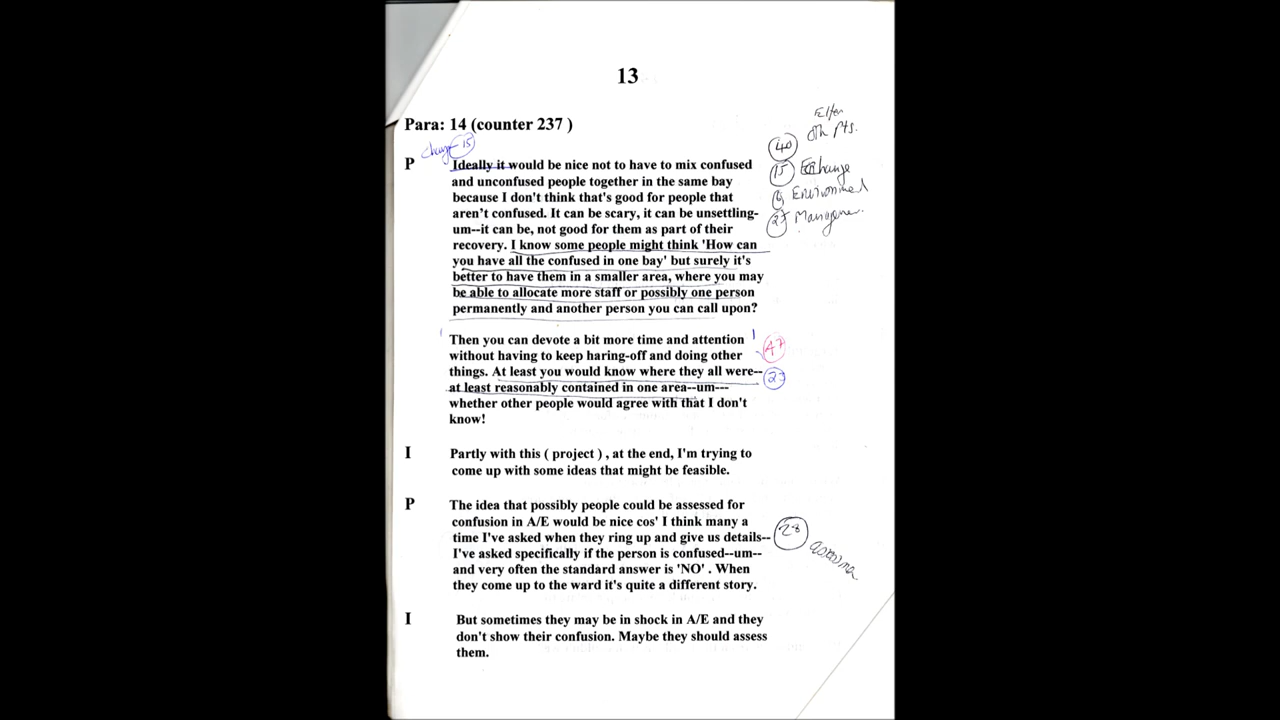 13
Para: 14 (counter 237 )
Change 15
P Ideally it would be nice not to have to mix confused
and unconfused people together in the same bay
because I don't think that's good for people that
aren't confused. It can be scary, it can be unsettling-
um--it can be, not good for them as part of their
recovery. I know some people might think 'How can
you have all the confused in one bay' but surely it's
better to have them in a smaller area, where you may
be able to allocate more staff or possibly one person
permanently and another person you can call upon?
40
Pts.
15 Change
Environment
27
Then you can devote a bit more time and attention
without having to keep haring-off and doing other
things. At least you would know where they all were--
at least reasonably contained in one area--um---
whether other people would agree with that I don't
know!
47
I Partly with this ( project ) , at the end, I'm trying to
come up with some ideas that might be feasible.
P The idea that possibly people could be assessed for
confusion in A/E would be nice cos' I think many a
time I've asked when they ring up and give us details--
I've asked specifically if the person is confused--um--
and very often the standard answer is 'NO' . When
they come up to the ward it's quite a different story.
28
I But sometimes they may be in shock in A/E and they
don't show their confusion. Maybe they should assess
them.